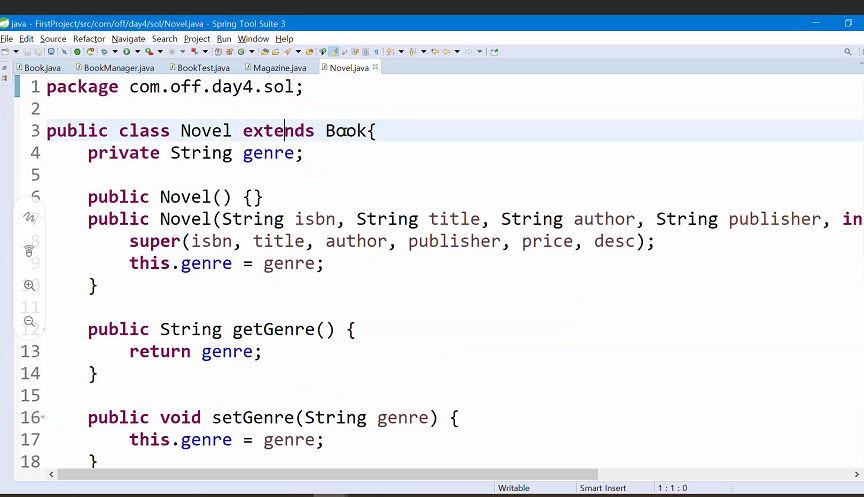 java - FirstProject/src/com/off/day4/sol/Novel.java - Spring Tool Suite 3
File Edit Source Refactor Navigate Search Project Run Window Help
Book.java BookManager.java BookTest.java Magazine.java Novel.java
1 package com.off.day4.sol;
2
3 public class Novel extends Book{
4 private String genre;
5
6 public Novel() {}
7 public Novel(String isbn, String title, String author, String publisher, in
8 super(isbn, title, author, publisher, price, desc);
9 this.genre = genre;
10 }
11
12 public String getGenre() {
13 return genre;
14 }
15
16 public void setGenre(String genre) {
17 this.genre = genre;
18 }
Writable Smart Insert 1 : 1 : 0